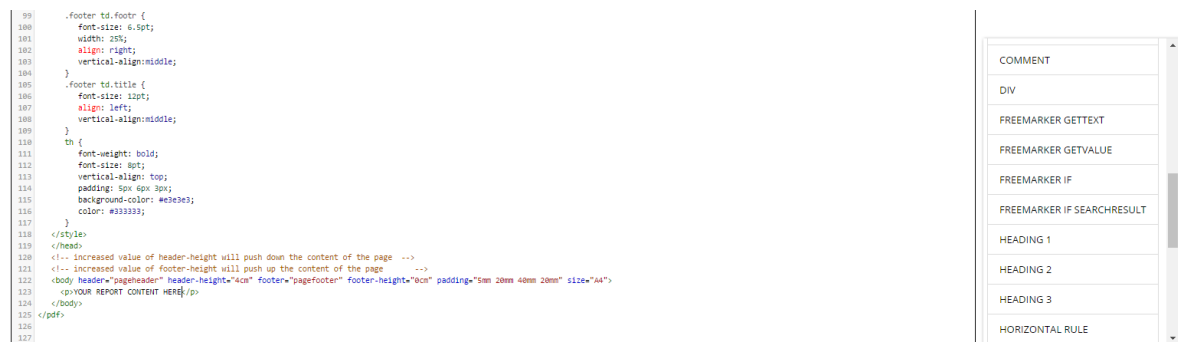 99 .footer td.footr {
100 font-size: 6.5pt;
101 width: 25%;
102 align: right;
103 vertical-align:middle;
104 }
105 .footer td.title {
106 font-size: 12pt;
107 align: left;
108 vertical-align:middle;
109 }
110 th {
111 font-weight: bold;
112 font-size: 8pt;
113 vertical-align: top;
114 padding: 5px 6px 3px;
115 background-color: #e3e3e3;
116 color: #333333;
117 }
118 </style>
119 </head>
120 <!-- increased value of header-height will push down the content of the page -->
121 <!-- increased value of footer-height will push up the content of the page -->
122 <body header="pageheader" header-height="4cm" footer="pagefooter" footer-height="0cm" padding="5mm 20mm 40mm 20mm" size="A4">
123 <p>YOUR REPORT CONTENT HERE</p>
124 </body>
125 </pdf>
126
127
COMMENT
DIV
FREEMARKER GETTEXT
FREEMARKER GETVALUE
FREEMARKER IF
FREEMARKER IF SEARCHRESULT
HEADING 1
HEADING 2
HEADING 3
HORIZONTAL RULE